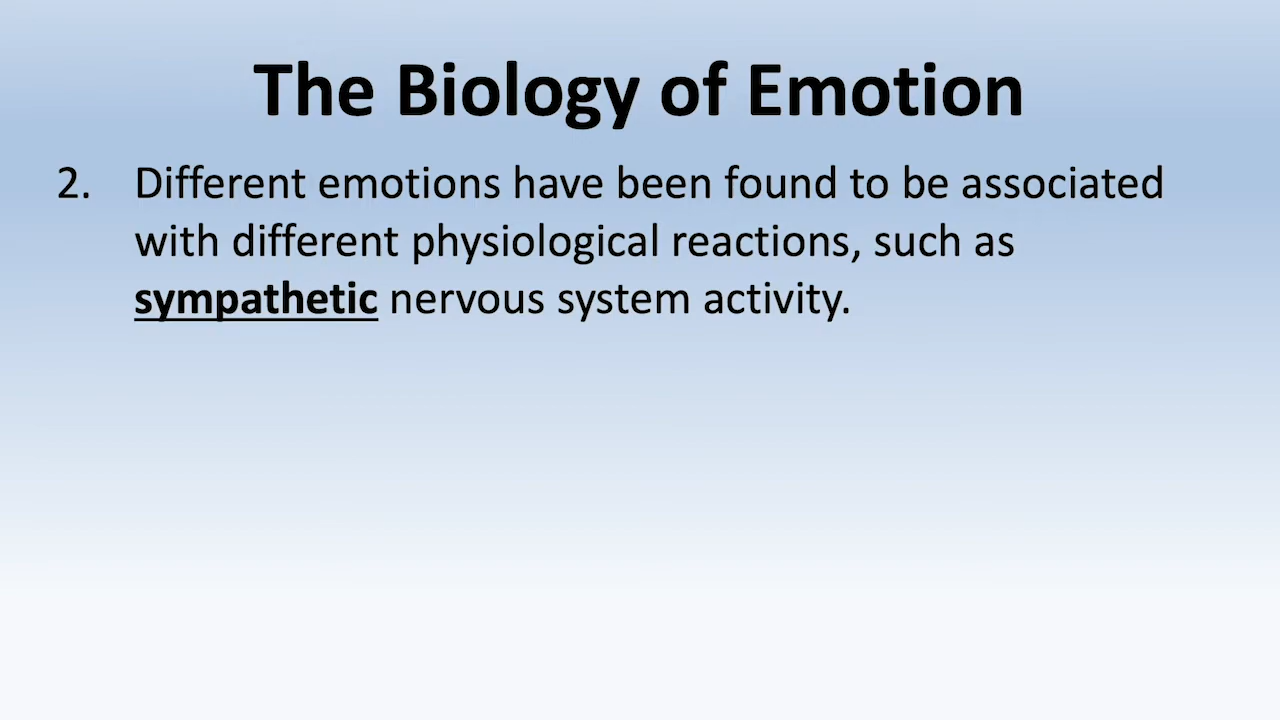 The Biology of Emotion
2. Different emotions have been found to be associated
with different physiological reactions, such as
sympathetic nervous system activity.